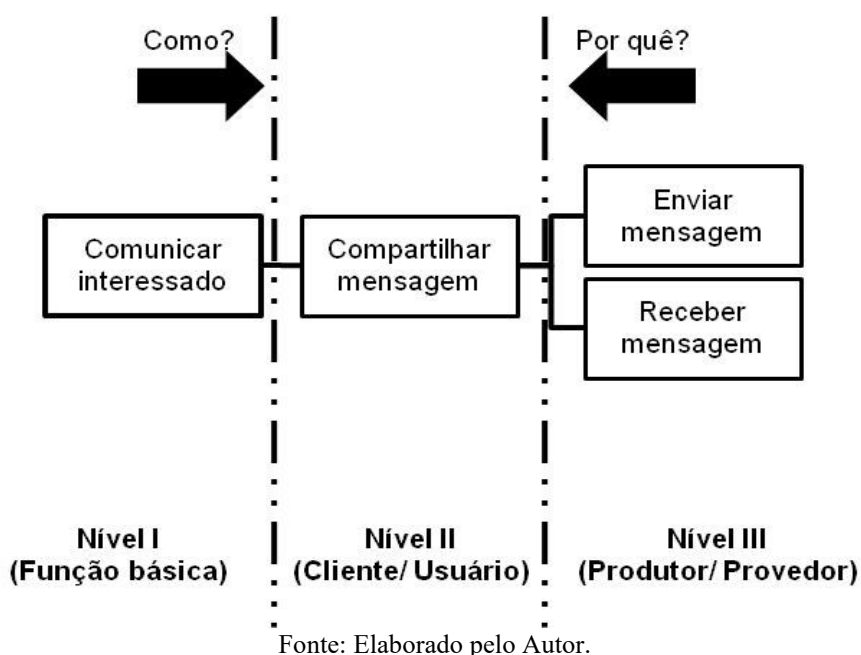 Como?
Por quê?
Comunicar
interessado
Compartilhar
mensagem
Enviar
mensagem
Receber
mensagem
Nível I
(Função básica)
Nível II
(Cliente/ Usuário)
Nível III
(Produtor/ Provedor)
Fonte: Elaborado pelo Autor.